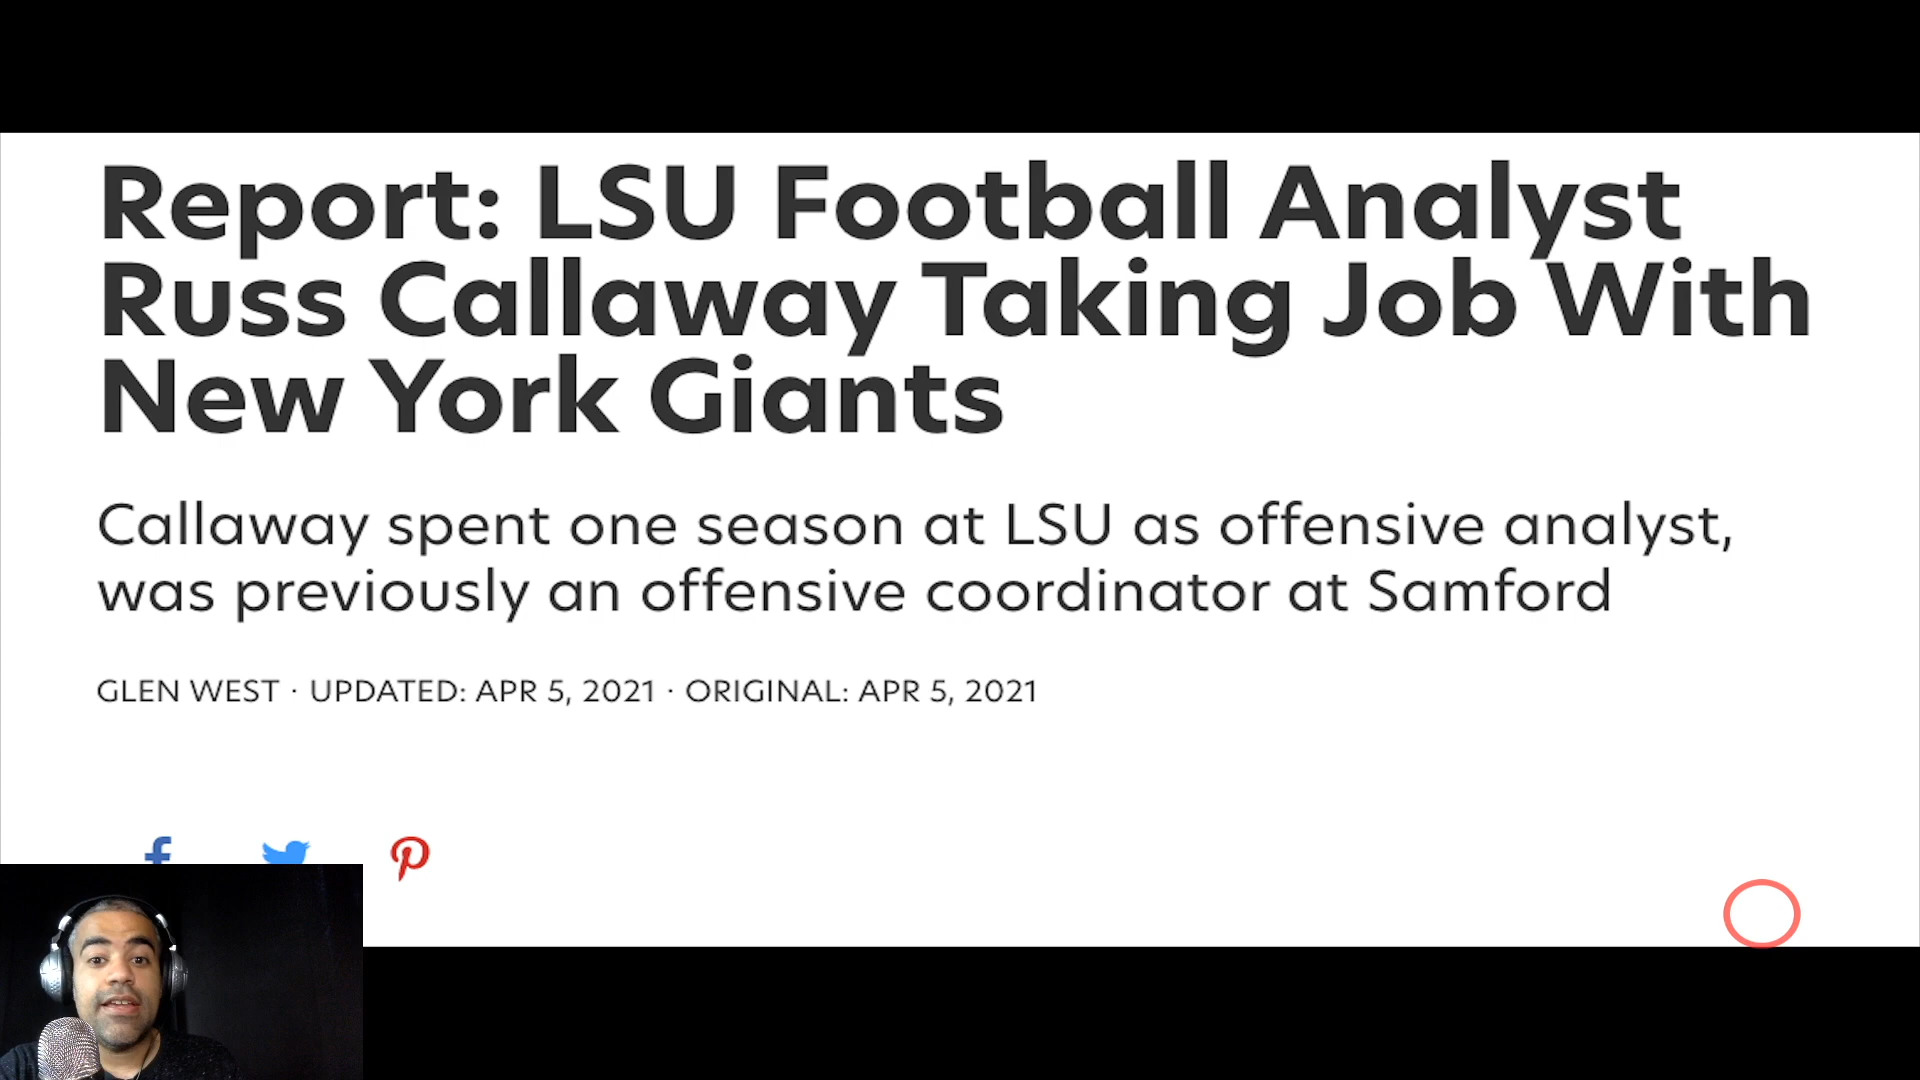 Report: LSU Football Analyst
Russ Callaway Taking Job With
New York Giants
Callaway spent one season at LSU as offensive analyst,
was previously an offensive coordinator at Samford
GLEN WEST · UPDATED: APR 5, 2021 · ORIGINAL: APR 5, 2021